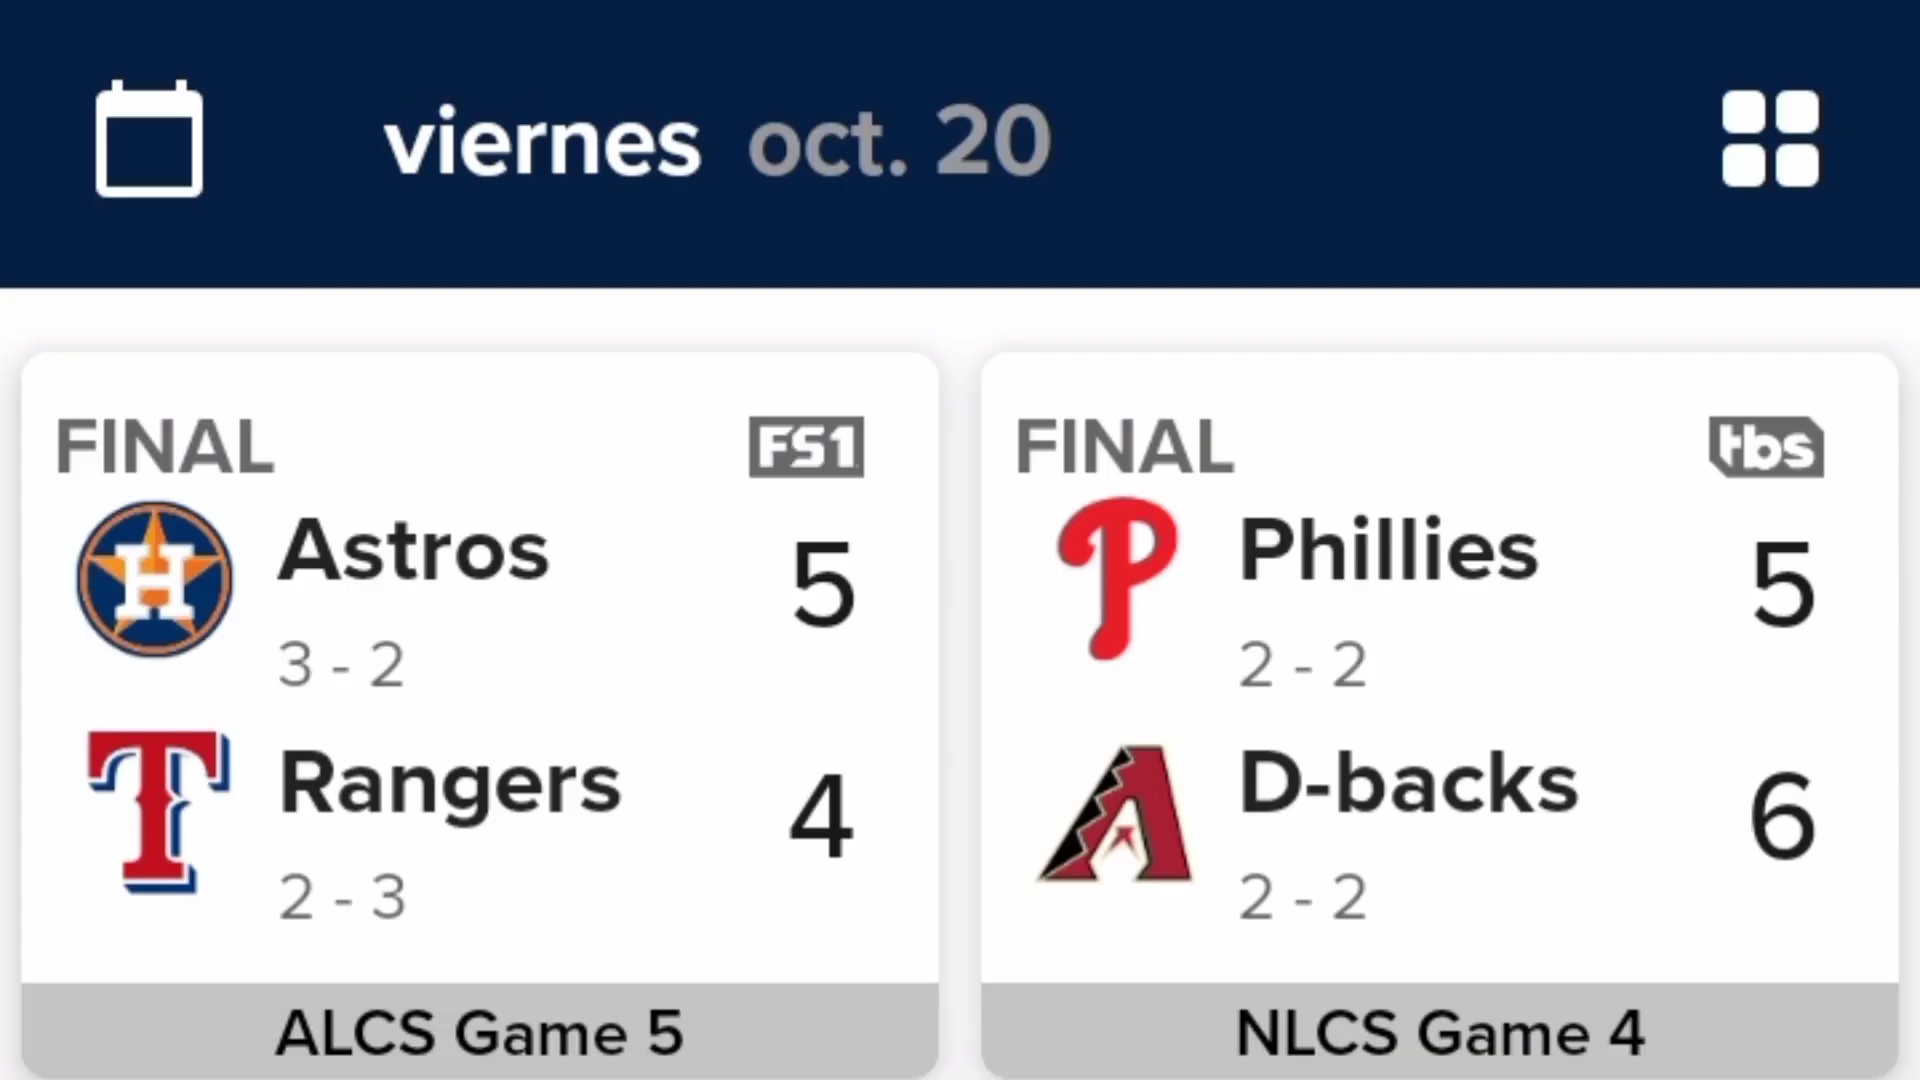 viernes oct. 20
FINAL FS1
Astros 5
3 - 2
Rangers 4
2 - 3
ALCS Game 5
FINAL tbs
Phillies 5
2 - 2
D-backs 6
2 - 2
NLCS Game 4